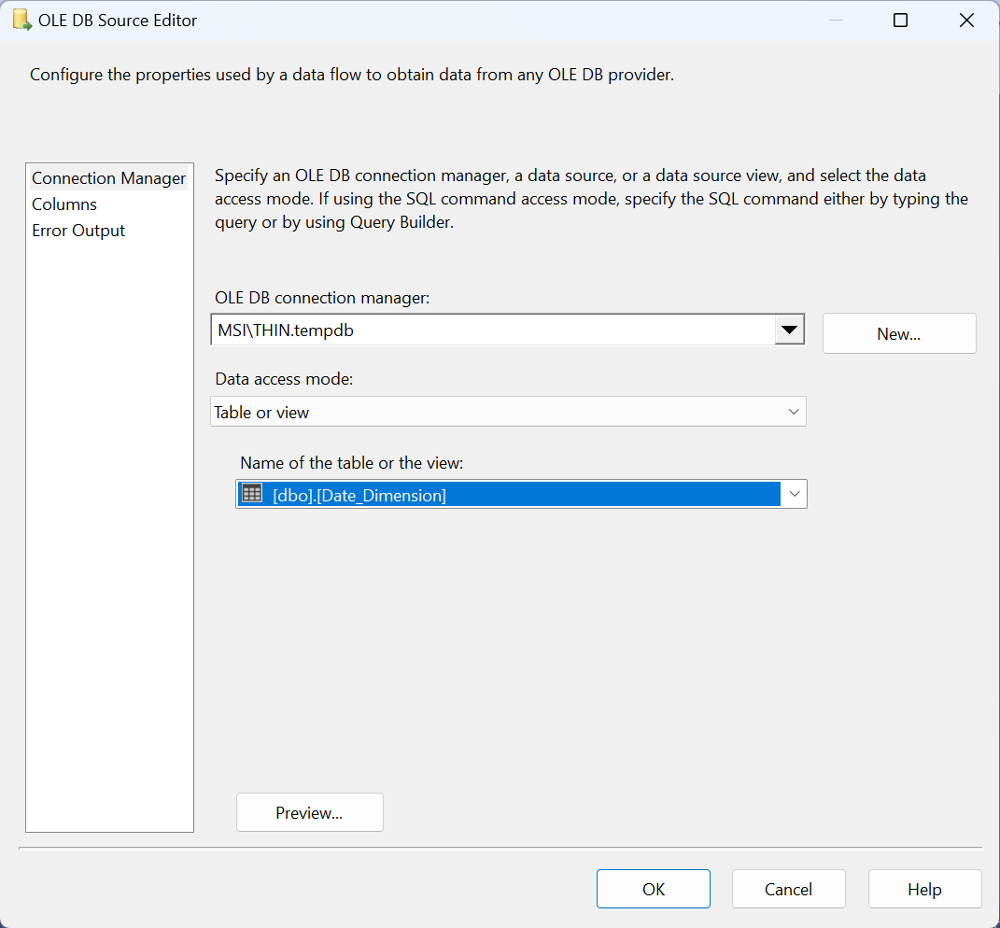 OLE DB Source Editor
Configure the properties used by a data flow to obtain data from any OLE DB provider.
Connection Manager
Columns
Error Output
Specify an OLE DB connection manager, a data source, or a data source view, and select the data
access mode. If using the SQL command access mode, specify the SQL command either by typing the
query or by using Query Builder.
OLE DB connection manager:
MSI\THIN.tempdb
New...
Data access mode:
Table or view
Name of the table or the view:
[dbo].[Date_Dimension]
Preview...
OK
Cancel
Help